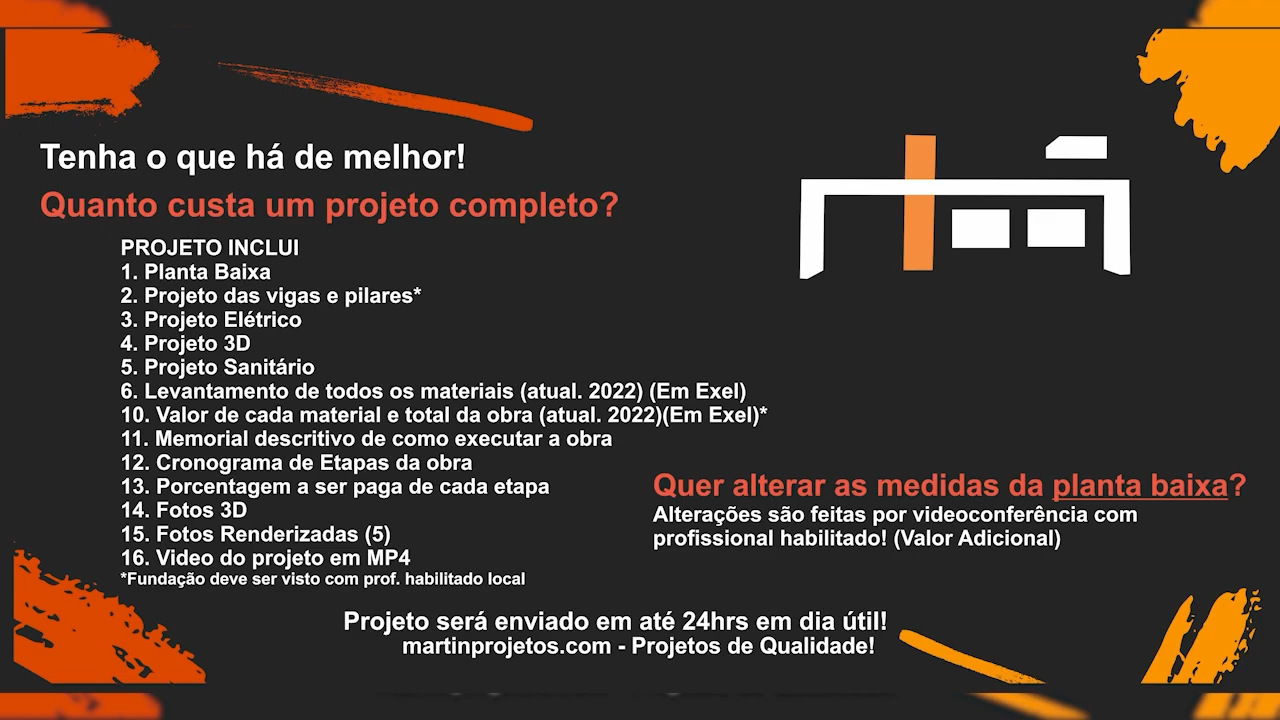 Tenha o que há de melhor!
Quanto custa um projeto completo?
PROJETO INCLUI
1. Planta Baixa
2. Projeto das vigas e pilares*
3. Projeto Elétrico
4. Projeto 3D
5. Projeto Sanitário
6. Levantamento de todos os materiais (atual. 2022) (Em Exel)
10. Valor de cada material e total da obra (atual. 2022)(Em Exel)*
11. Memorial descritivo de como executar a obra
12. Cronograma de Etapas da obra
13. Porcentagem a ser paga de cada etapa
14. Fotos 3D
15. Fotos Renderizadas (5)
16. Video do projeto em MP4
*Fundação deve ser visto com prof. habilitado local
Quer alterar as medidas da planta baixa?
Alterações são feitas por videoconferência com
profissional habilitado! (Valor Adicional)
Projeto será enviado em até 24hrs em dia útil!
martinprojetos.com - Projetos de Qualidade!